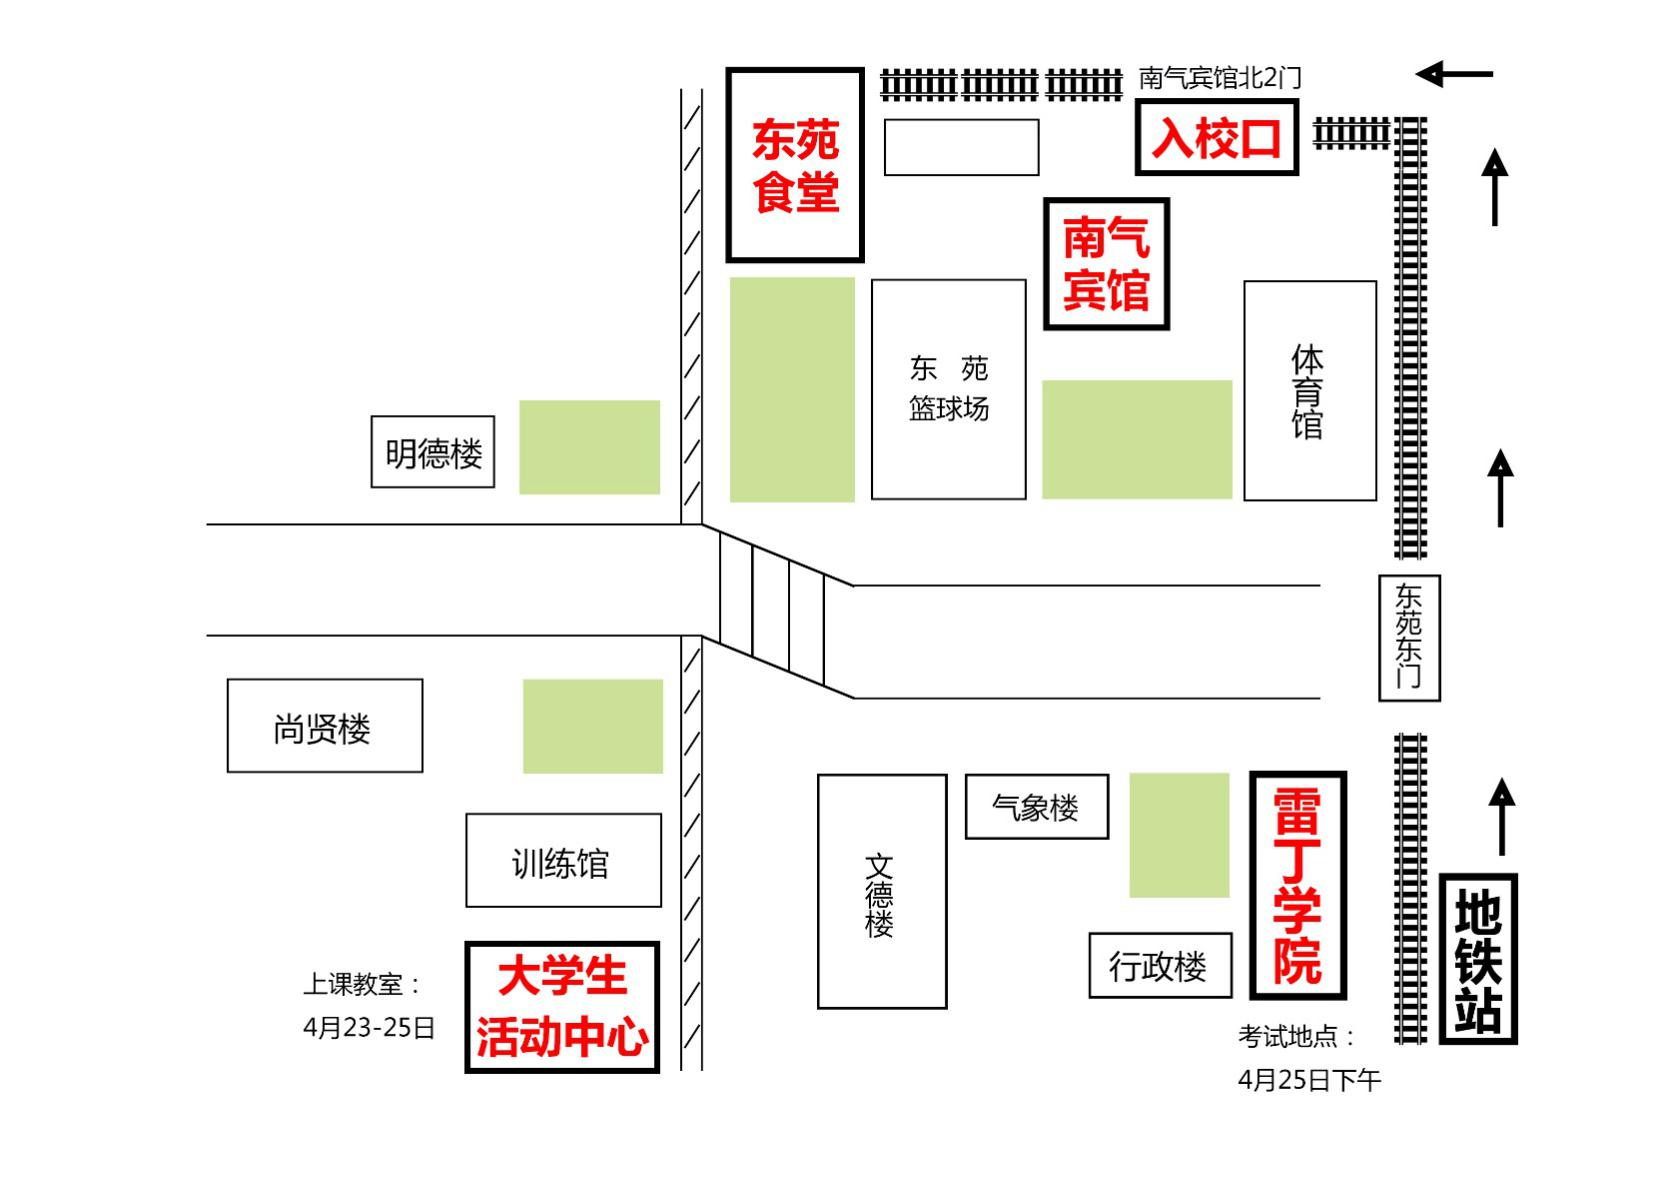 南气宾馆北2门
入校口
东苑
食堂
南气
宾馆
东 苑
篮球场
体育馆
明德楼
东苑东门
尚贤楼
训练馆
文德楼
气象楼
雷丁学院
行政楼
地铁站
上课教室：
4月23-25日
大学生
活动中心
考试地点：
4月25日下午